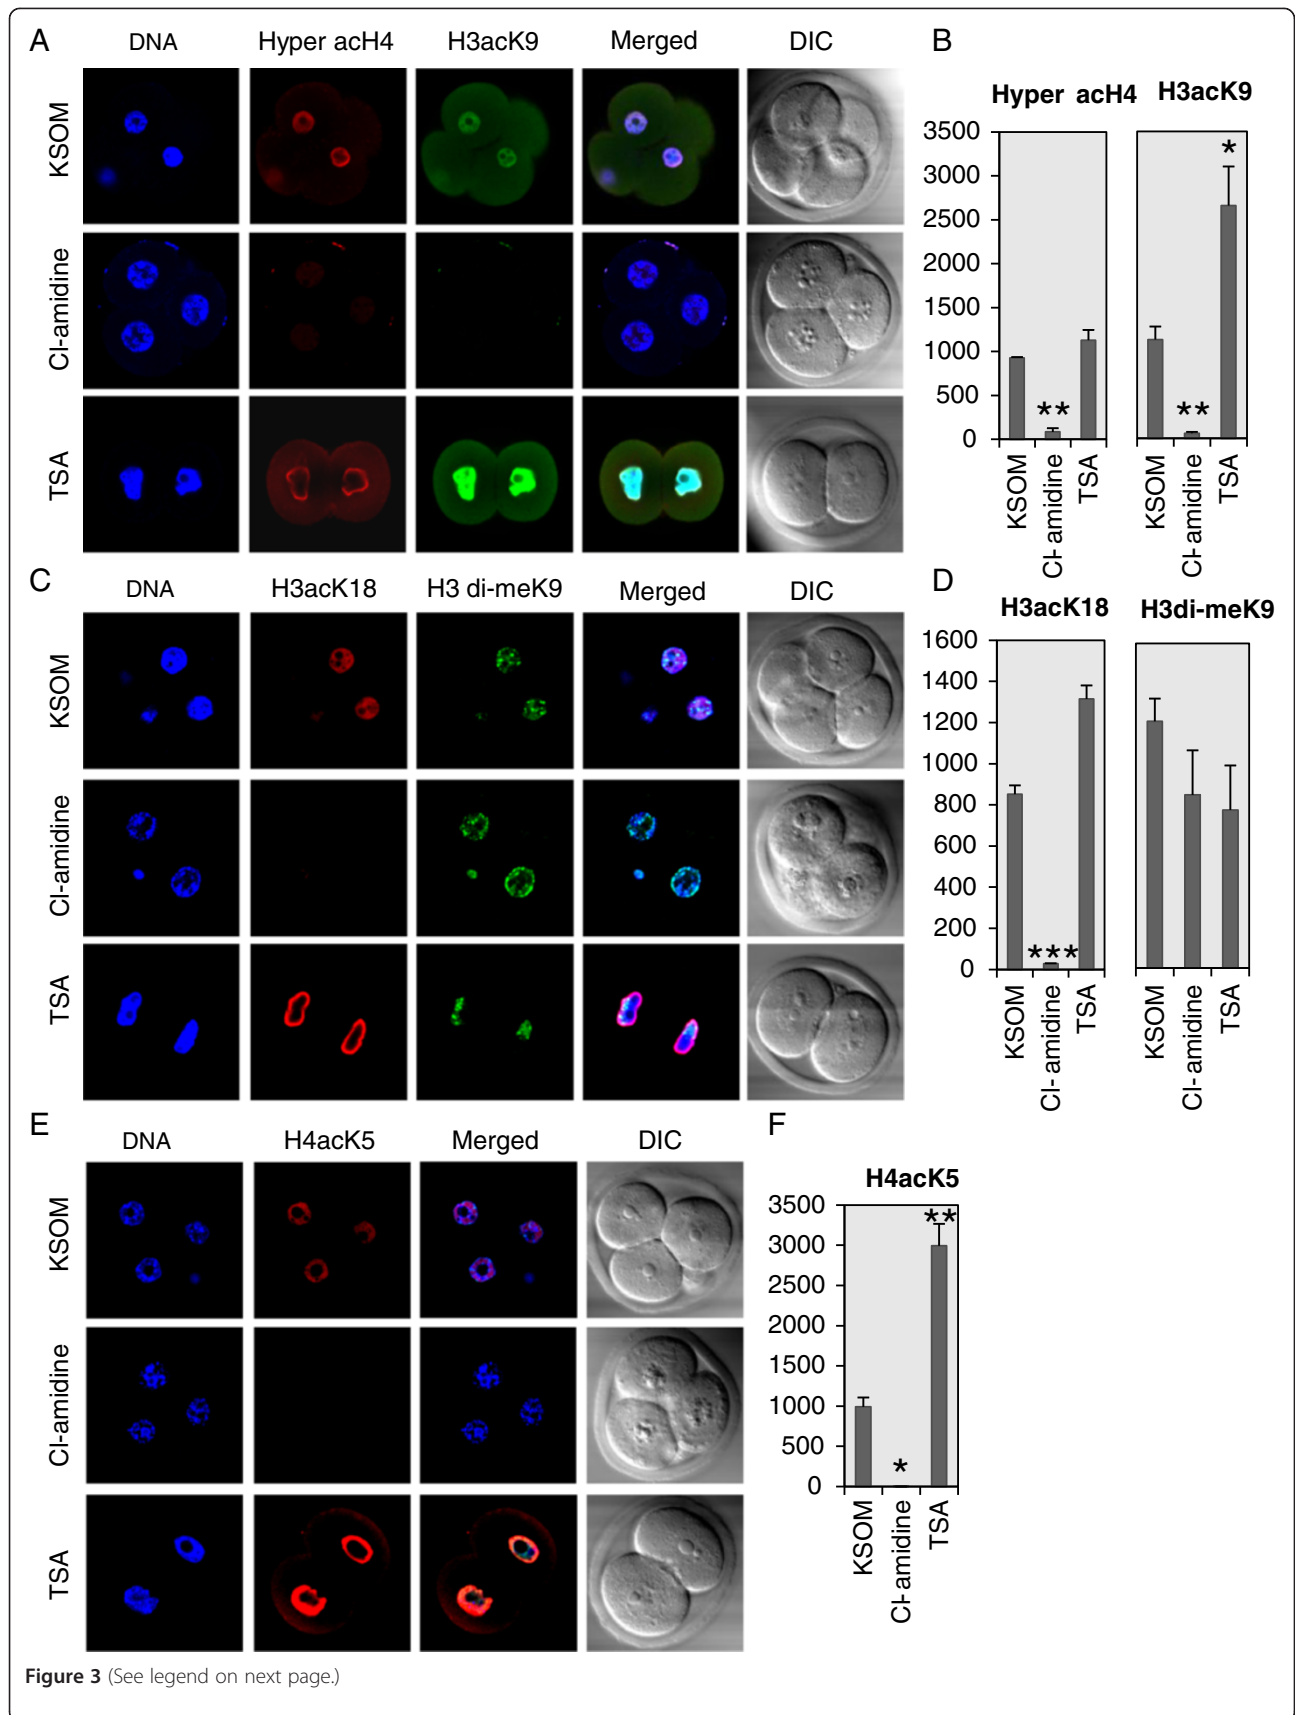 A
DNA Hyper acH4 H3acK9 Merged DIC
KSOM
Cl-amidine
TSA
B
Hyper acH4 H3acK9
3500
3000
2500
2000
1500
1000
500
0
**
** *
KSOM Cl-amidine TSA KSOM Cl-amidine TSA
C
DNA H3acK18 H3 di-meK9 Merged DIC
KSOM
Cl-amidine
TSA
D
H3acK18 H3di-meK9
1600
1400
1200
1000
800
600
400
200
0
***
KSOM Cl-amidine TSA KSOM Cl-amidine TSA
E
DNA H4acK5 Merged DIC
KSOM
Cl-amidine
TSA
F
H4acK5
3500
3000
2500
2000
1500
1000
500
0
* **
KSOM Cl-amidine TSA
Figure 3 (See legend on next page.)